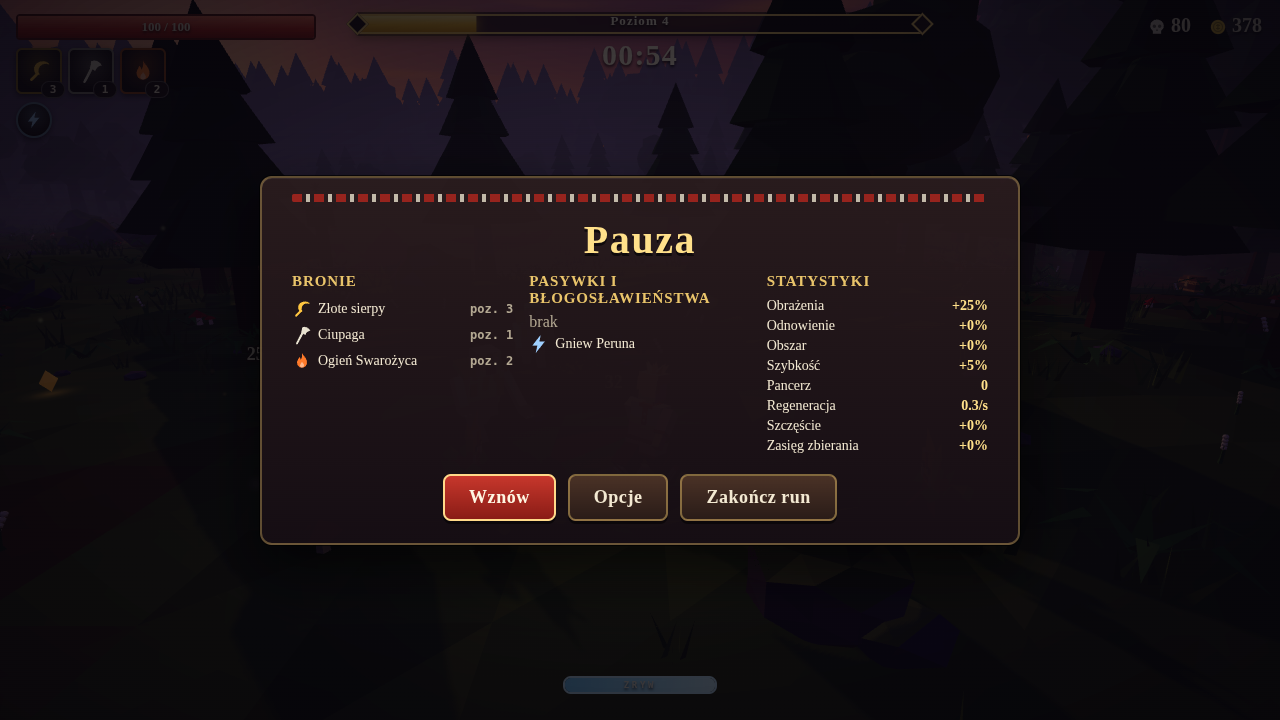 100 / 100
Poziom 4
80
378
00:54
3
1
2
Pauza
BRONIE
Złote sierpy poz. 3
Ciupaga poz. 1
Ogień Swarożyca poz. 2
PASYWKI I
BŁOGOSŁAWIEŃSTWA
brak
Gniew Peruna
STATYSTYKI
Obrażenia +25%
Odnowienie +0%
Obszar +0%
Szybkość +5%
Pancerz 0
Regeneracja 0.3/s
Szczęście +0%
Zasięg zbierania +0%
Wznów
Opcje
Zakończ run